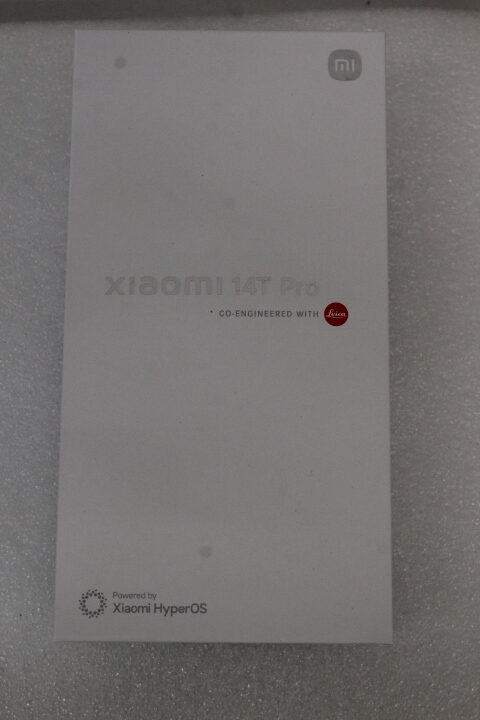 mi
xiaomi 14T Pro
CO-ENGINEERED WITH Leica
Powered by
Xiaomi HyperOS